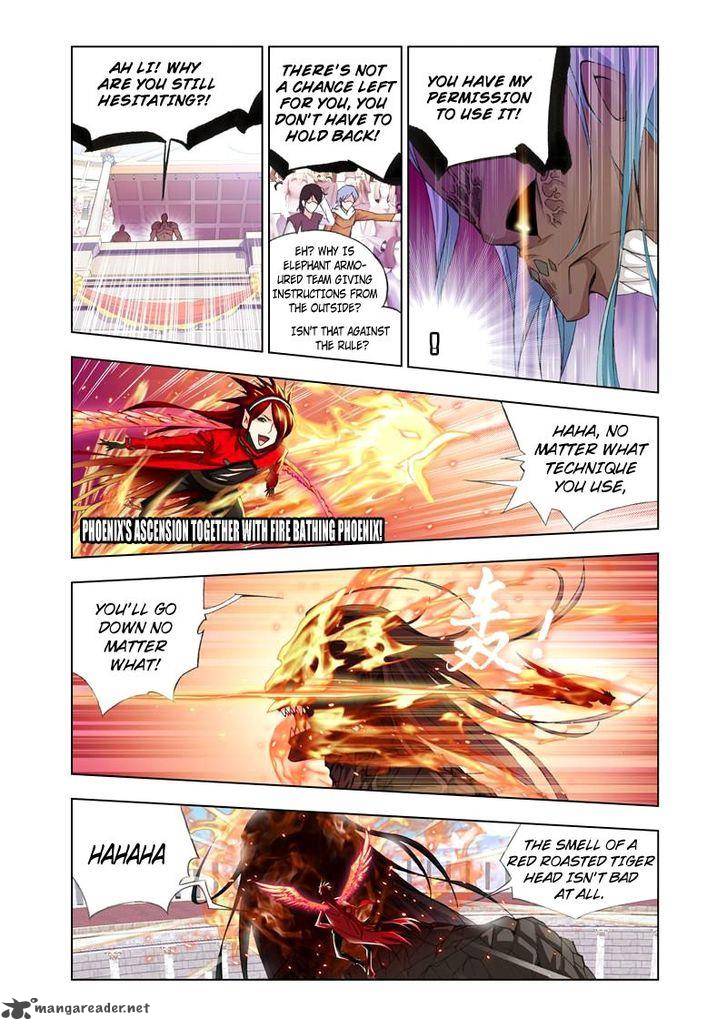 AH LI! WHY
ARE YOU STILL
HESITATING?!
THERE'S NOT
A CHANCE LEFT
FOR YOU, YOU
DON'T HAVE TO
HOLD BACK!
EH? WHY IS
ELEPHANT ARMO-
URED TEAM GIVING
INSTRUCTIONS FROM
THE OUTSIDE?
ISN'T THAT AGAINST
THE RULE?
YOU HAVE MY
PERMISSION
TO USE IT!
!
HAHA, NO
MATTER WHAT
TECHNIQUE
YOU USE,
PHOENIX'S ASCENSION TOGETHER WITH FIRE BATHING PHOENIX!
YOU'LL GO
DOWN NO
MATTER
WHAT!
轰!
HAHAHA
THE SMELL OF A
RED ROASTED TIGER
HEAD ISN'T BAD
AT ALL.
mangareader.net